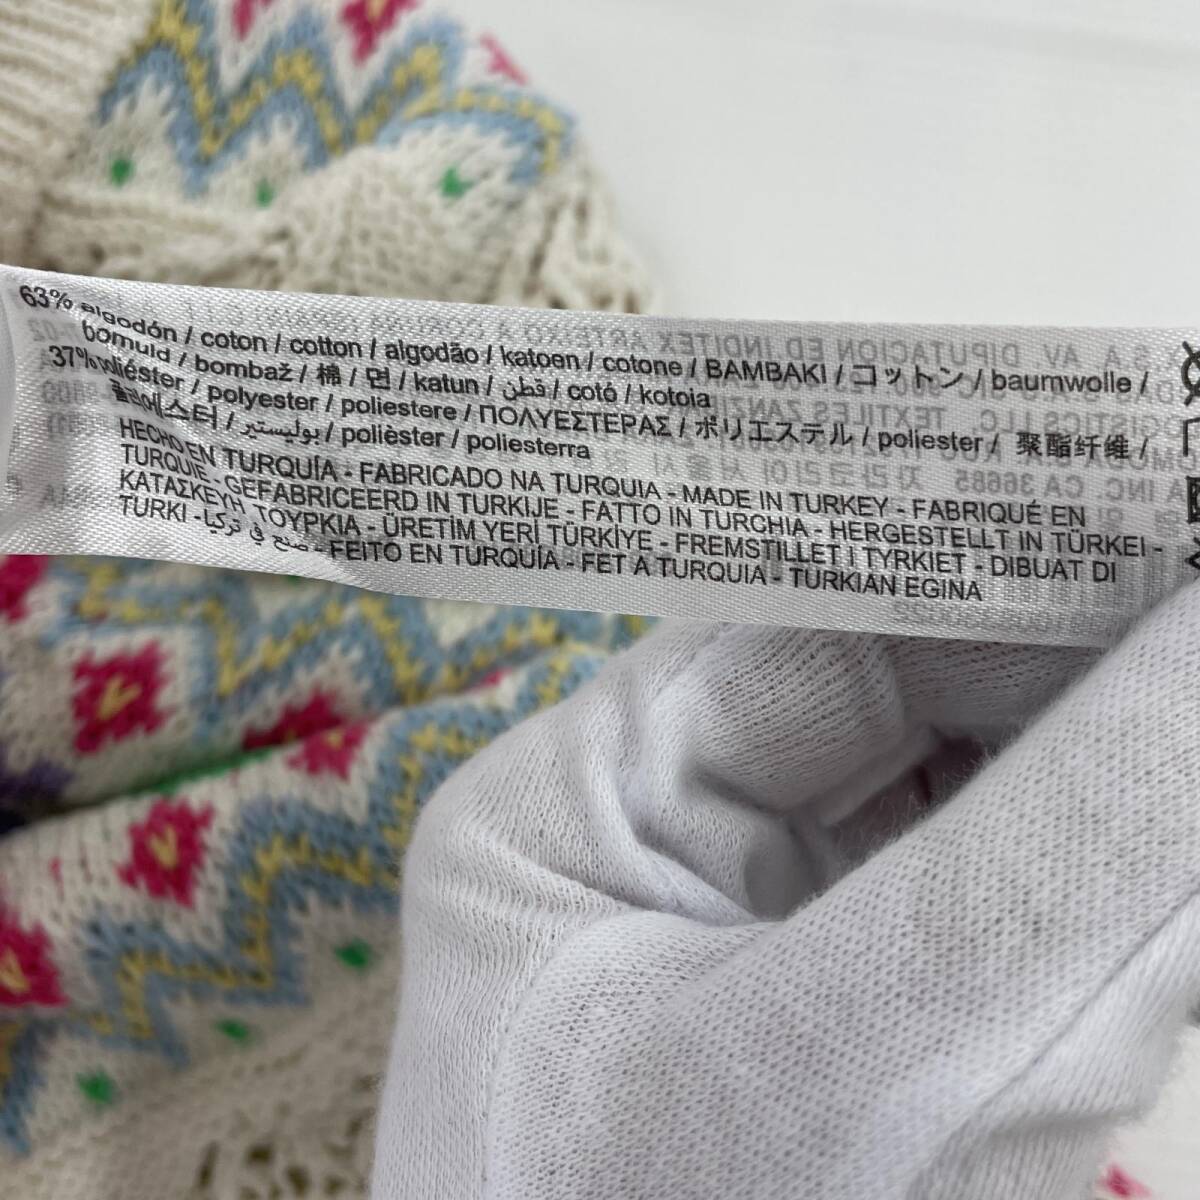 63% algodón / coton / cotton / algodão / katoen / cotone / BAMBAKI / コットン / baumwolle /
bomuld / bombaž / 棉 / 면 / katun / قطن / cotó / kotoia
37% poliéster / polyester / poliestere / ΠΟΛΥΕΣΤΕΡΑΣ / ポリエステル / poliester / 聚酯纤维 /
폴리에스터 / بوليستير / polièster / poliesterra
HECHO EN TURQUÍA - FABRICADO NA TURQUIA - MADE IN TURKEY - FABRIQUÉ EN
TURQUIE - GEFABRICEERD IN TURKIJE - FATTO IN TURCHIA - HERGESTELLT IN TÜRKEI -
ΚΑΤΑΣΚΕΥΗ ΤΟΥΡΚΙΑ - ÜRETİM YERİ TÜRKİYE - FREMSTILLET I TYRKIET - DIBUAT DI
TURKI - صنع في تركيا - FEITO EN TURQUÍA - FET A TURQUIA - TURKIAN EGINA